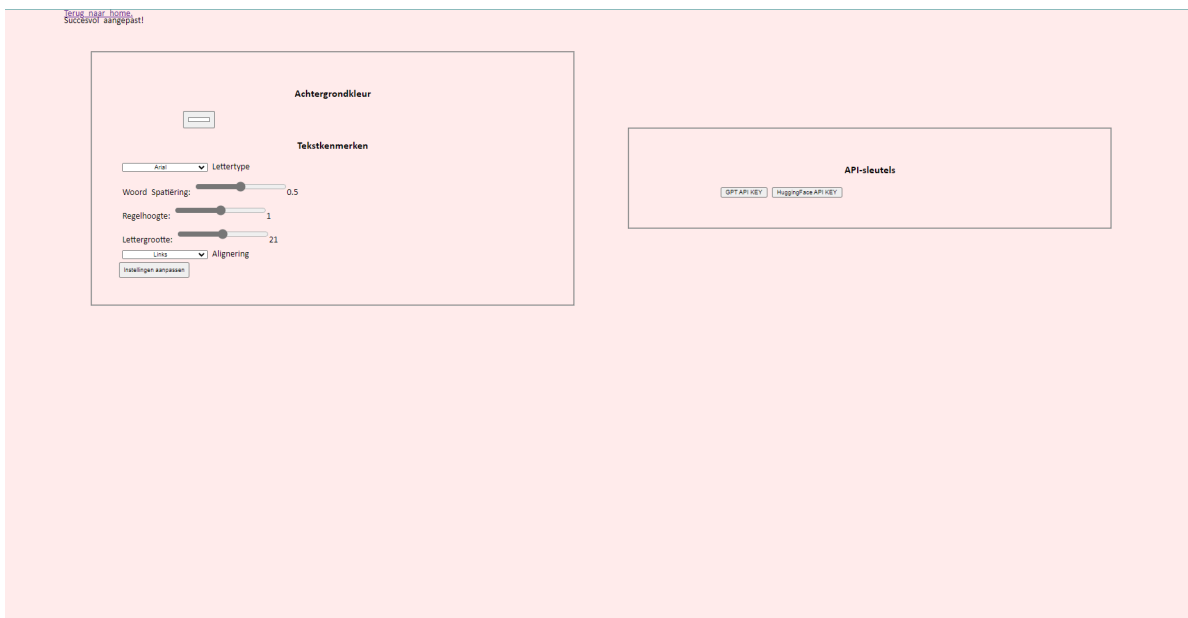 Terug naar home.
Succesvol aangepast!
Achtergrondkleur
Tekstkenmerken
Arial Lettertype
Woord Spatiëring: 0.5
Regelhoogte: 1
Lettergrootte: 21
Links Alignering
Instellingen aanpassen
API-sleutels
GPT API KEY HuggingFace API KEY